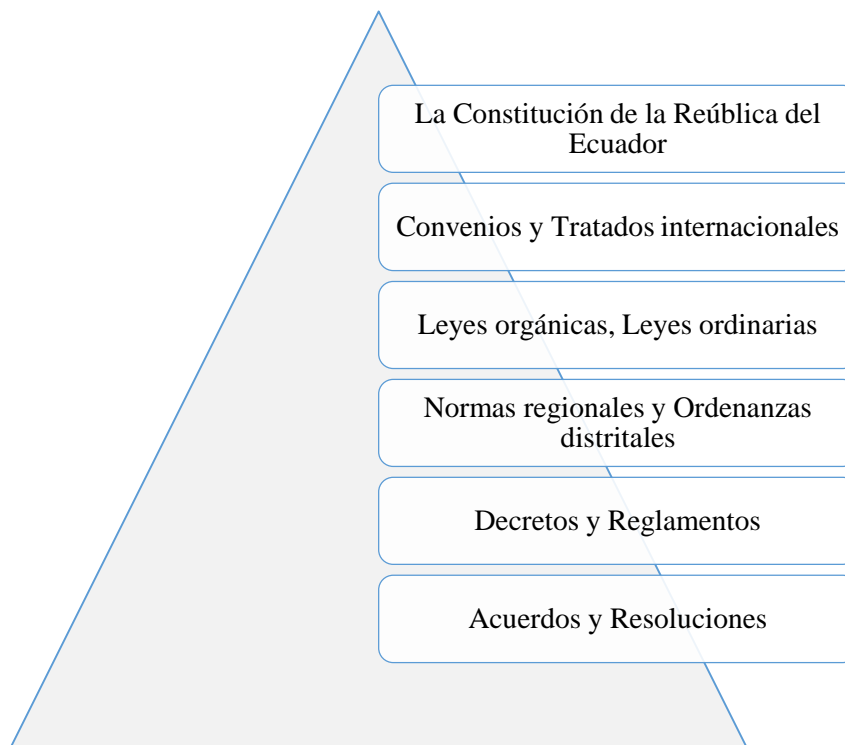 La Constitución de la Reública del
Ecuador
Convenios y Tratados internacionales
Leyes orgánicas, Leyes ordinarias
Normas regionales y Ordenanzas
distritales
Decretos y Reglamentos
Acuerdos y Resoluciones